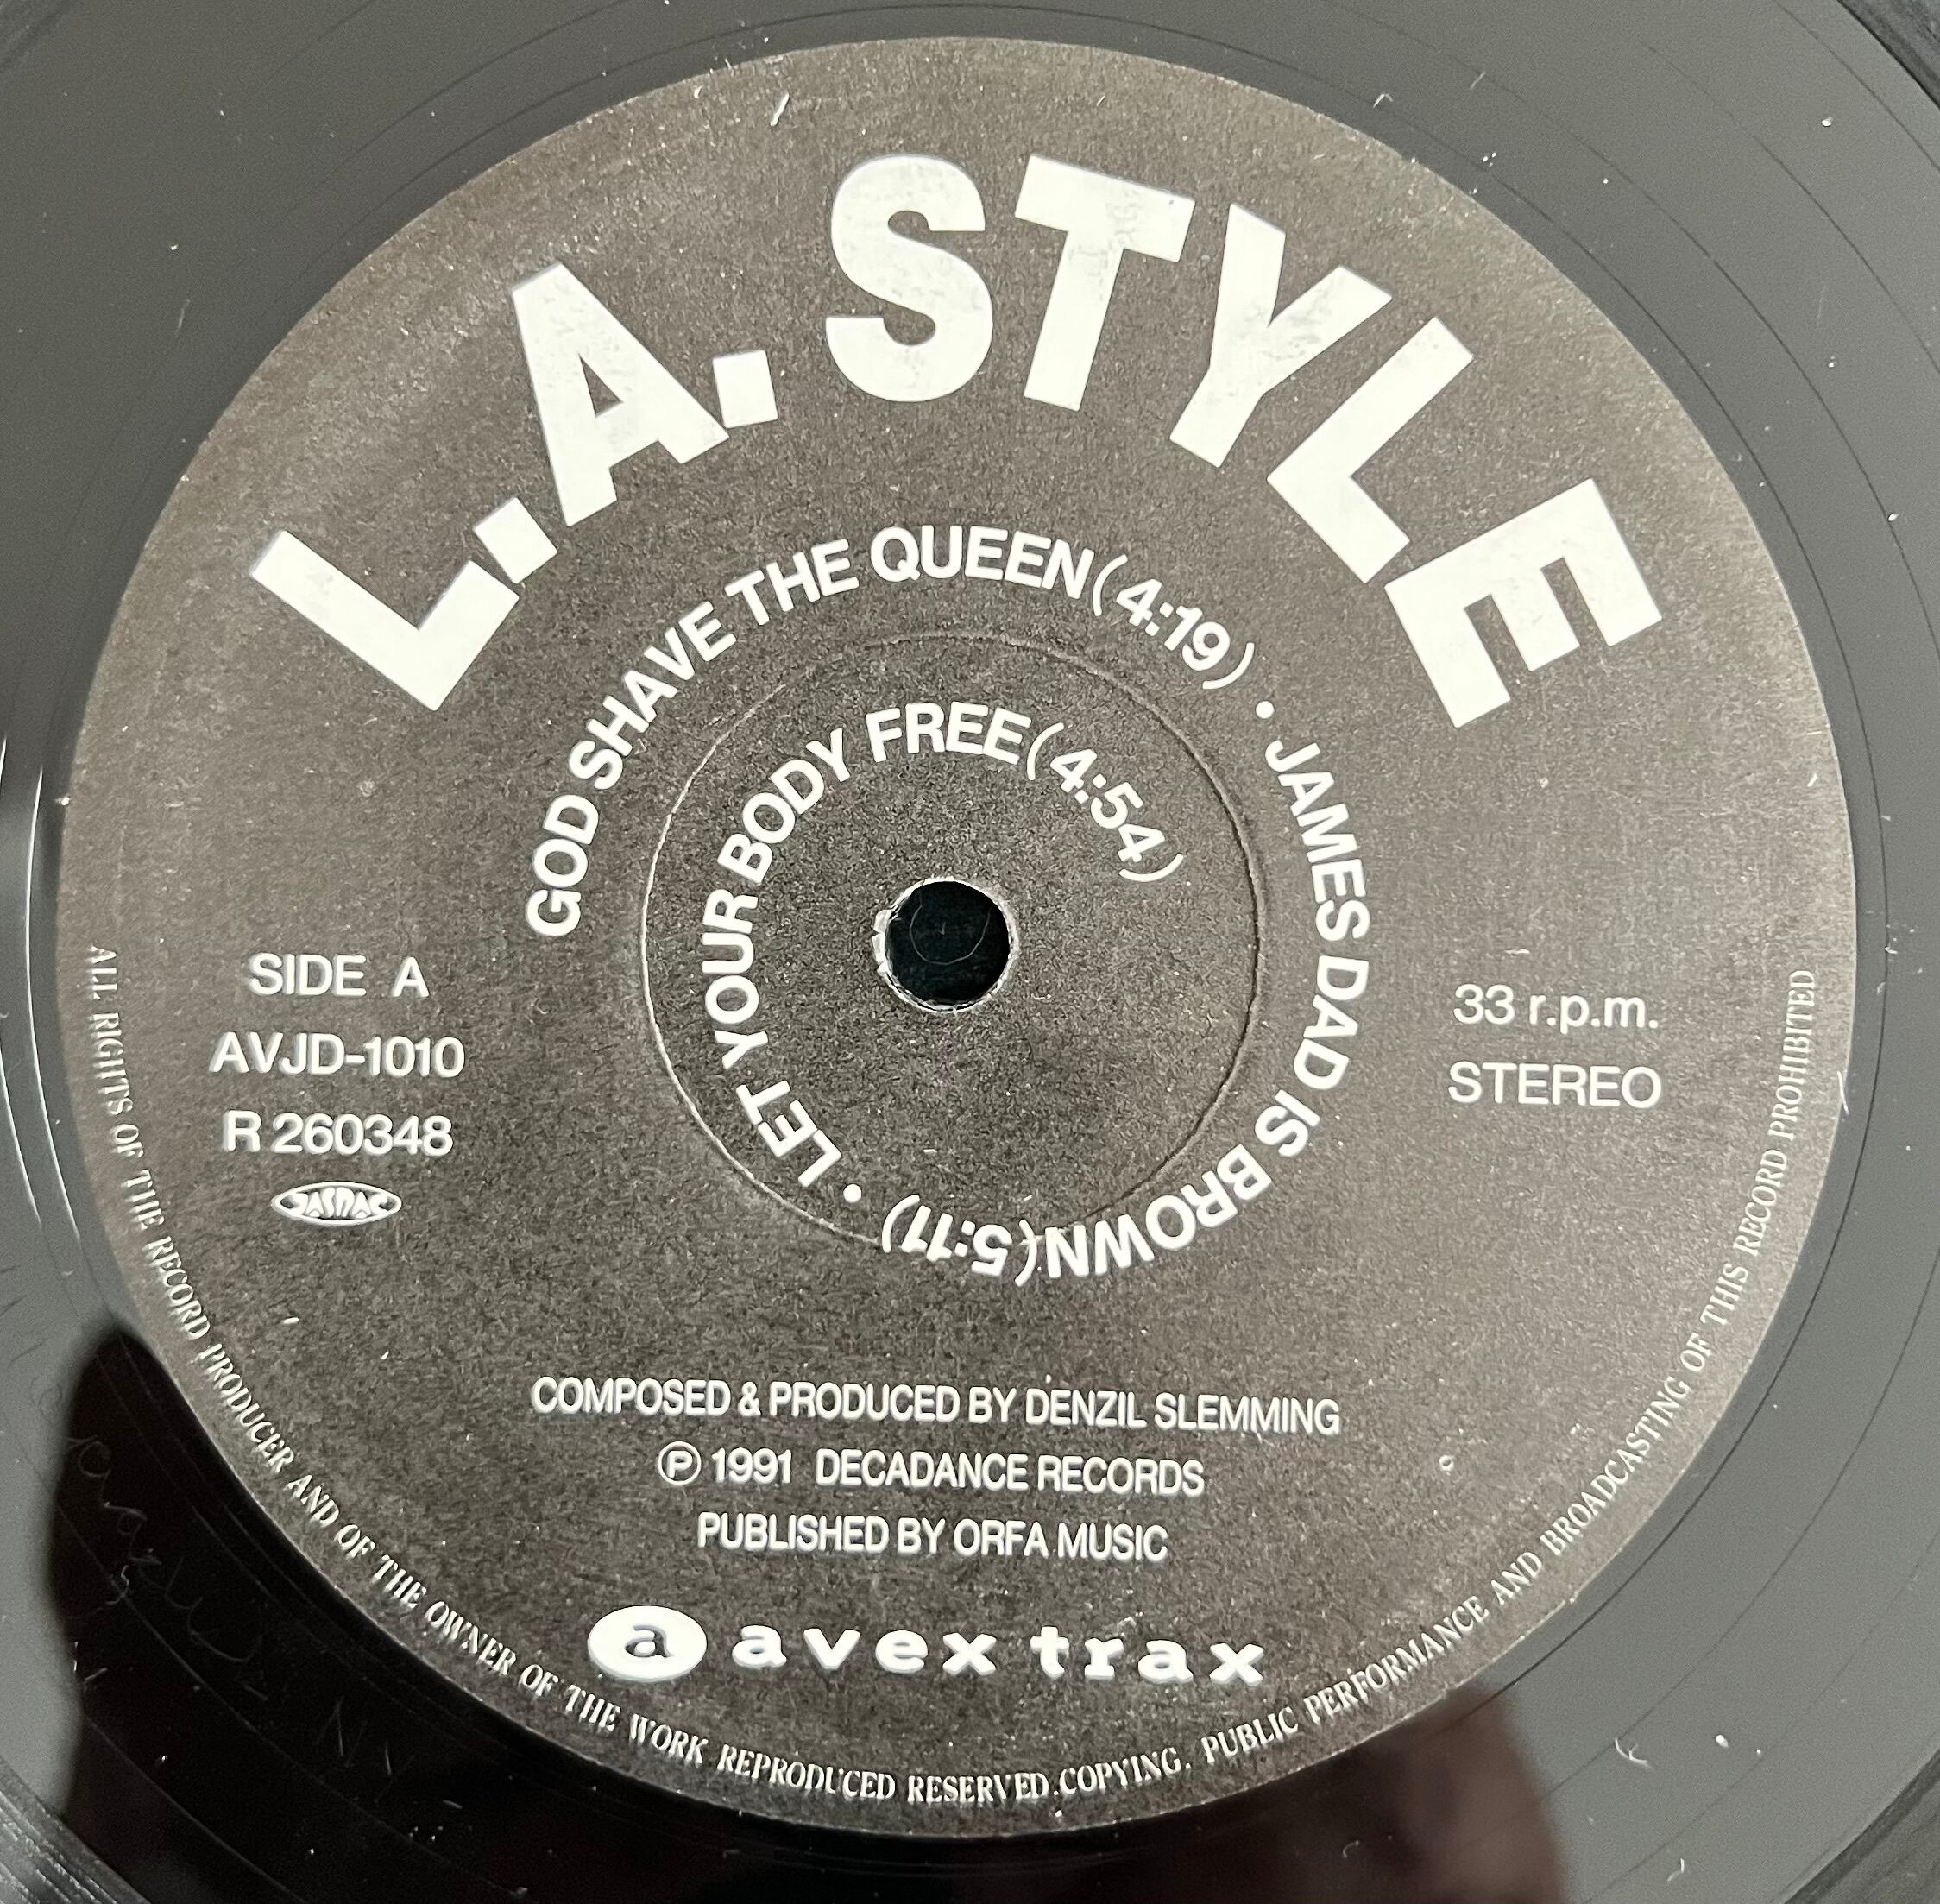 L.A. STYLE
GOD SHAVE THE QUEEN (4:19) • JAMES DAD IS BROWN (5:11) • LET YOUR BODY FREE (4:54)
SIDE A
AVJD-1010
R 260348
JASRAC
33 r.p.m.
STEREO
COMPOSED & PRODUCED BY DENZIL SLEMMING
Ⓟ 1991 DECADANCE RECORDS
PUBLISHED BY ORFA MUSIC
a avex trax
ALL RIGHTS OF THE RECORD PRODUCER AND OF THE OWNER OF THE WORK REPRODUCED RESERVED. COPYING, PUBLIC PERFORMANCE AND BROADCASTING OF THIS RECORD PROHIBITED